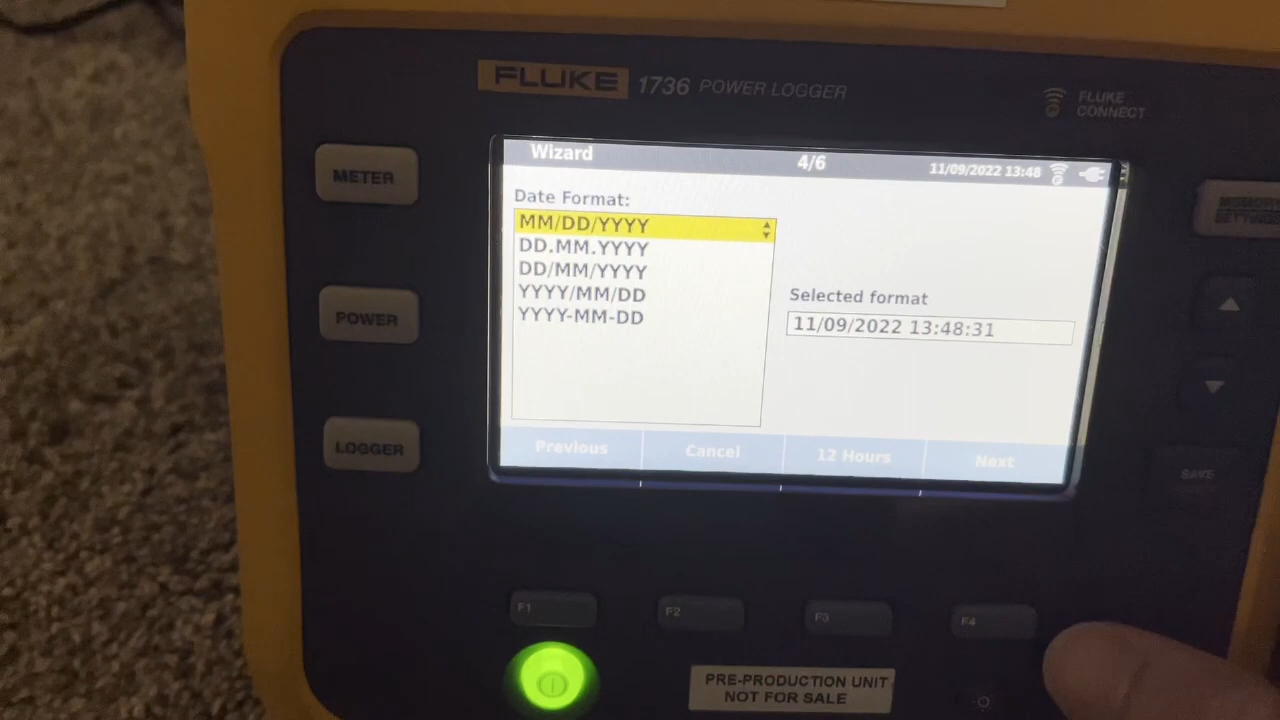 FLUKE 1736 POWER LOGGER
FLUKE
CONNECT
METER
POWER
LOGGER
Wizard 4/6 11/09/2022 13:48
Date Format:
MM/DD/YYYY
DD.MM.YYYY
DD/MM/YYYY
YYYY/MM/DD
YYYY-MM-DD
Selected format
11/09/2022 13:48:31
Previous Cancel 12 Hours Next
MEMORY
SETTINGS
SAVE
F1 F2 F3 F4
PRE-PRODUCTION UNIT
NOT FOR SALE